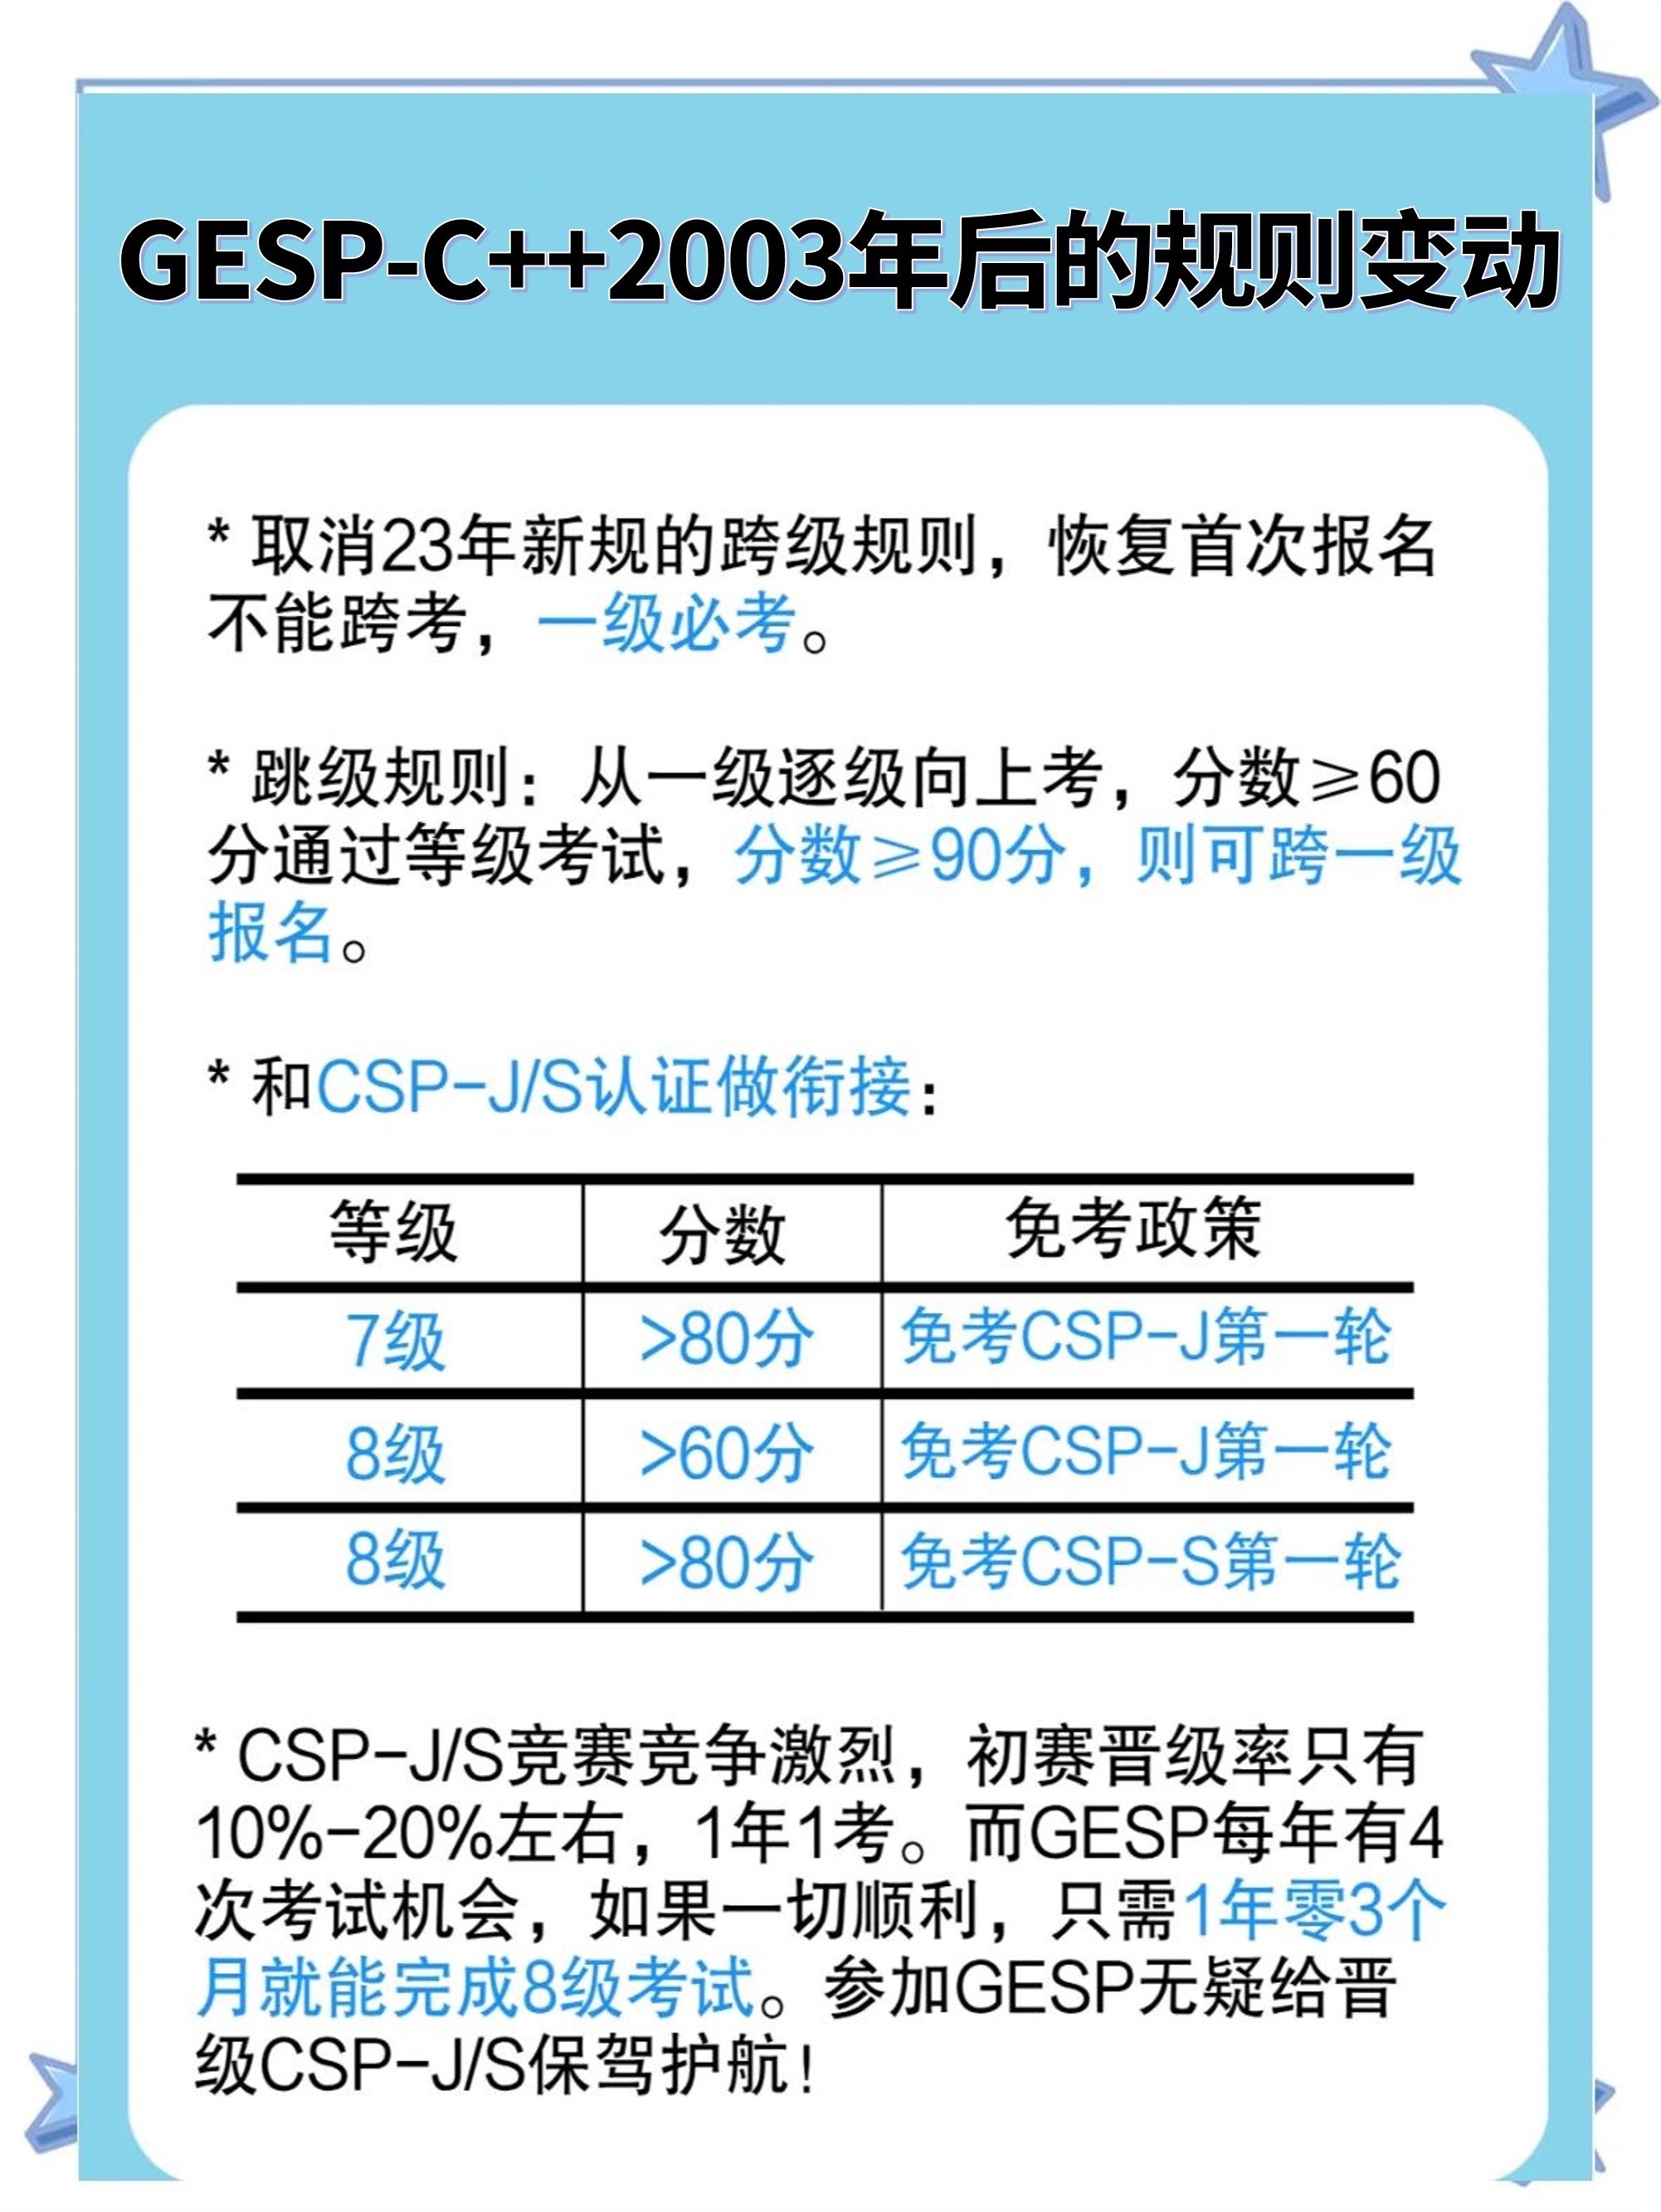 GESP-C++2003年后的规则变动
* 取消23年新规的跨级规则，恢复首次报名
不能跨考，一级必考。
* 跳级规则：从一级逐级向上考，分数≥60
分通过等级考试，分数≥90分，则可跨一级
报名。
* 和CSP-J/S认证做衔接：
等级 分数 免考政策
7级 >80分 免考CSP-J第一轮
8级 >60分 免考CSP-J第一轮
8级 >80分 免考CSP-S第一轮
* CSP-J/S竞赛竞争激烈，初赛晋级率只有
10%-20%左右，1年1考。而GESP每年有4
次考试机会，如果一切顺利，只需1年零3个
月就能完成8级考试。参加GESP无疑给晋
级CSP-J/S保驾护航！